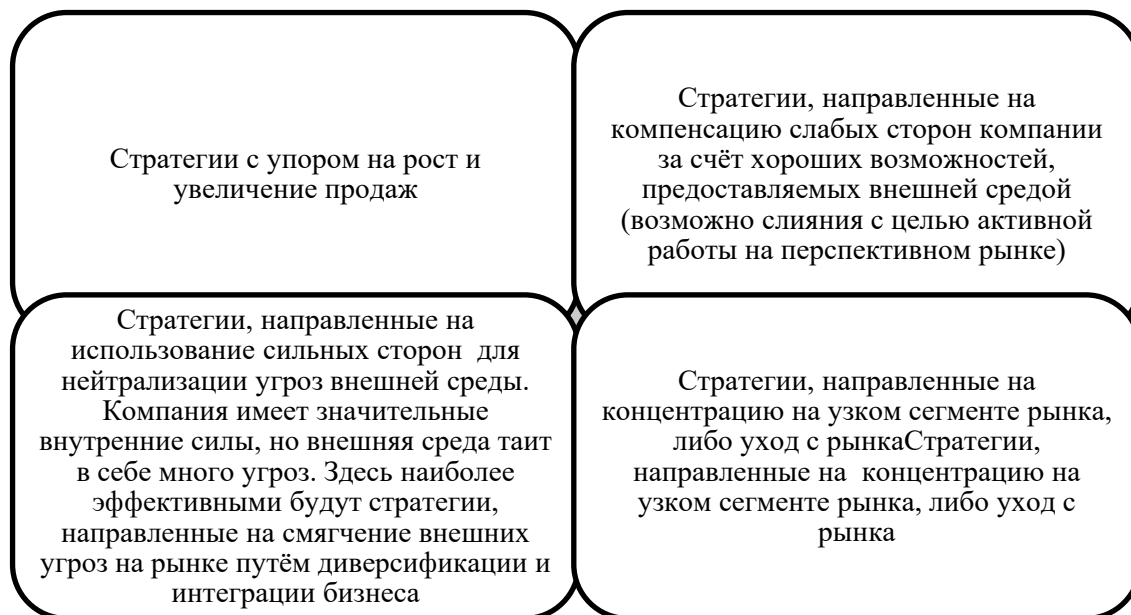 Стратегии с упором на рост и
увеличение продаж
Стратегии, направленные на
компенсацию слабых сторон компании
за счёт хороших возможностей,
предоставляемых внешней средой
(возможно слияния с целью активной
работы на перспективном рынке)
Стратегии, направленные на
использование сильных сторон  для
нейтрализации угроз внешней среды.
Компания имеет значительные
внутренние силы, но внешняя среда таит
в себе много угроз. Здесь наиболее
эффективными будут стратегии,
направленные на смягчение внешних
угроз на рынке путём диверсификации и
интеграции бизнеса
Стратегии, направленные на
концентрацию на узком сегменте рынка,
либо уход с рынкаСтратегии,
направленные на  концентрацию на
узком сегменте рынка, либо уход с
рынка